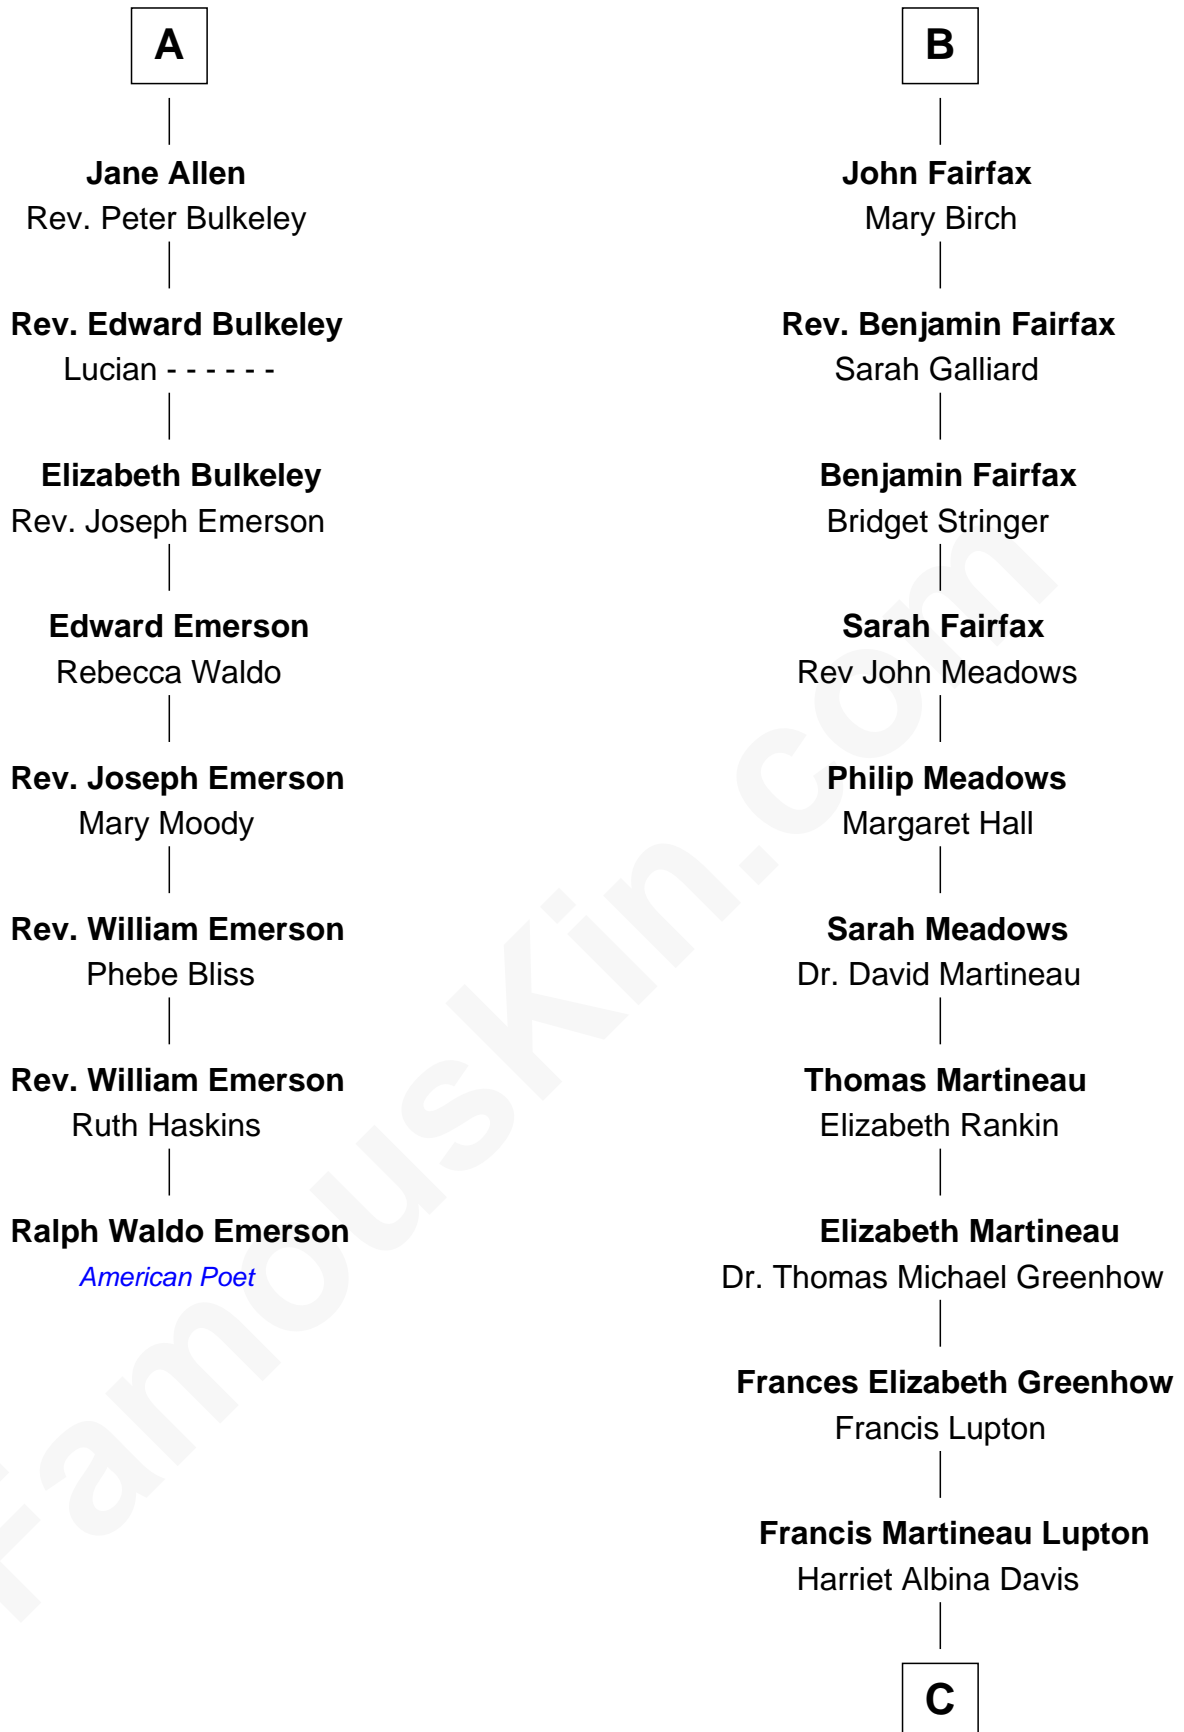 A
Jane Allen
Rev. Peter Bulkeley
Rev. Edward Bulkeley
Lucian - - - - - -
Elizabeth Bulkeley
Rev. Joseph Emerson
Edward Emerson
Rebecca Waldo
Rev. Joseph Emerson
Mary Moody
Rev. William Emerson
Phebe Bliss
Rev. William Emerson
Ruth Haskins
Ralph Waldo Emerson
American Poet
B
John Fairfax
Mary Birch
Rev. Benjamin Fairfax
Sarah Galliard
Benjamin Fairfax
Bridget Stringer
Sarah Fairfax
Rev John Meadows
Philip Meadows
Margaret Hall
Sarah Meadows
Dr. David Martineau
Thomas Martineau
Elizabeth Rankin
Elizabeth Martineau
Dr. Thomas Michael Greenhow
Frances Elizabeth Greenhow
Francis Lupton
Francis Martineau Lupton
Harriet Albina Davis
C
FamousKin.com